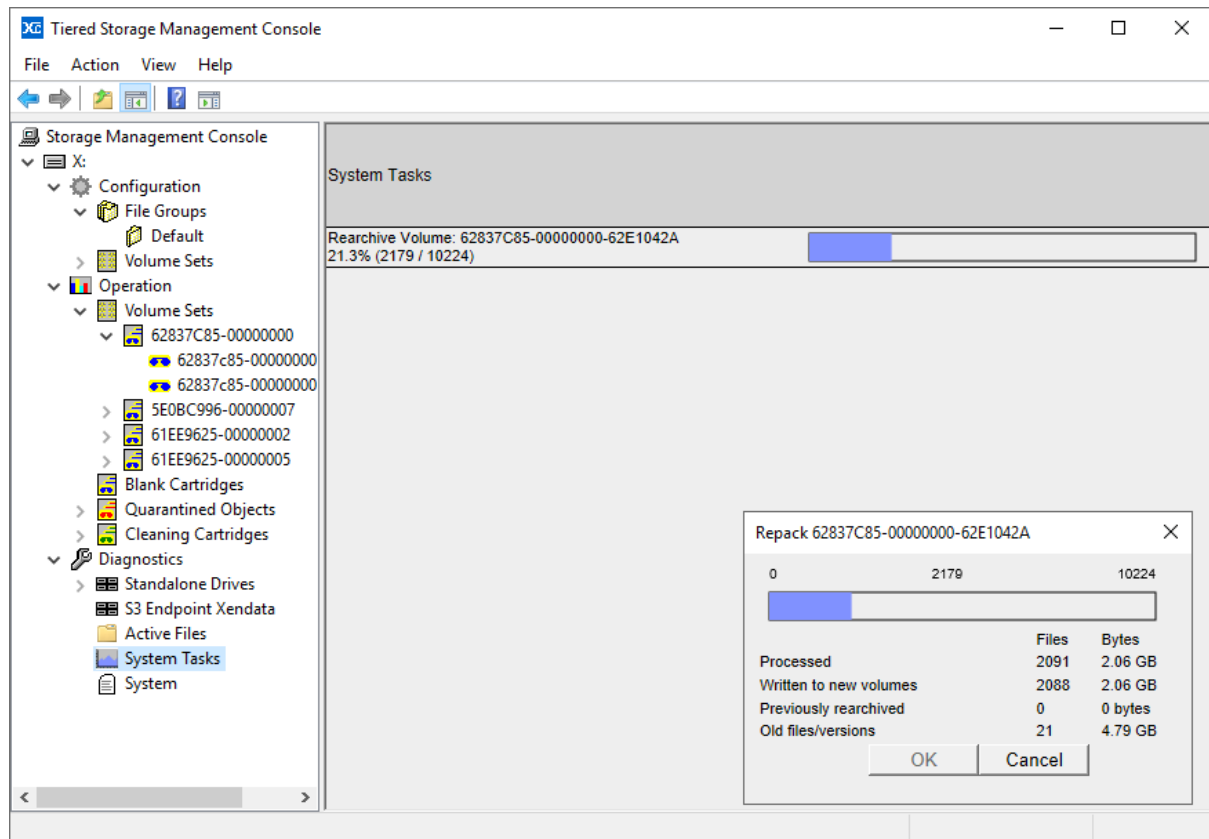 XC Tiered Storage Management Console
File Action View Help
Storage Management Console
X:
Configuration
File Groups
Default
Volume Sets
Operation
Volume Sets
62837C85-00000000
62837c85-00000000
62837c85-00000000
5E0BC996-00000007
61EE9625-00000002
61EE9625-00000005
Blank Cartridges
Quarantined Objects
Cleaning Cartridges
Diagnostics
Standalone Drives
S3 Endpoint Xendata
Active Files
System Tasks
System
System Tasks
Rearchive Volume: 62837C85-00000000-62E1042A
21.3% (2179 / 10224)
Repack 62837C85-00000000-62E1042A
0 2179 10224
Files Bytes
Processed 2091 2.06 GB
Written to new volumes 2088 2.06 GB
Previously rearchived 0 0 bytes
Old files/versions 21 4.79 GB
OK Cancel